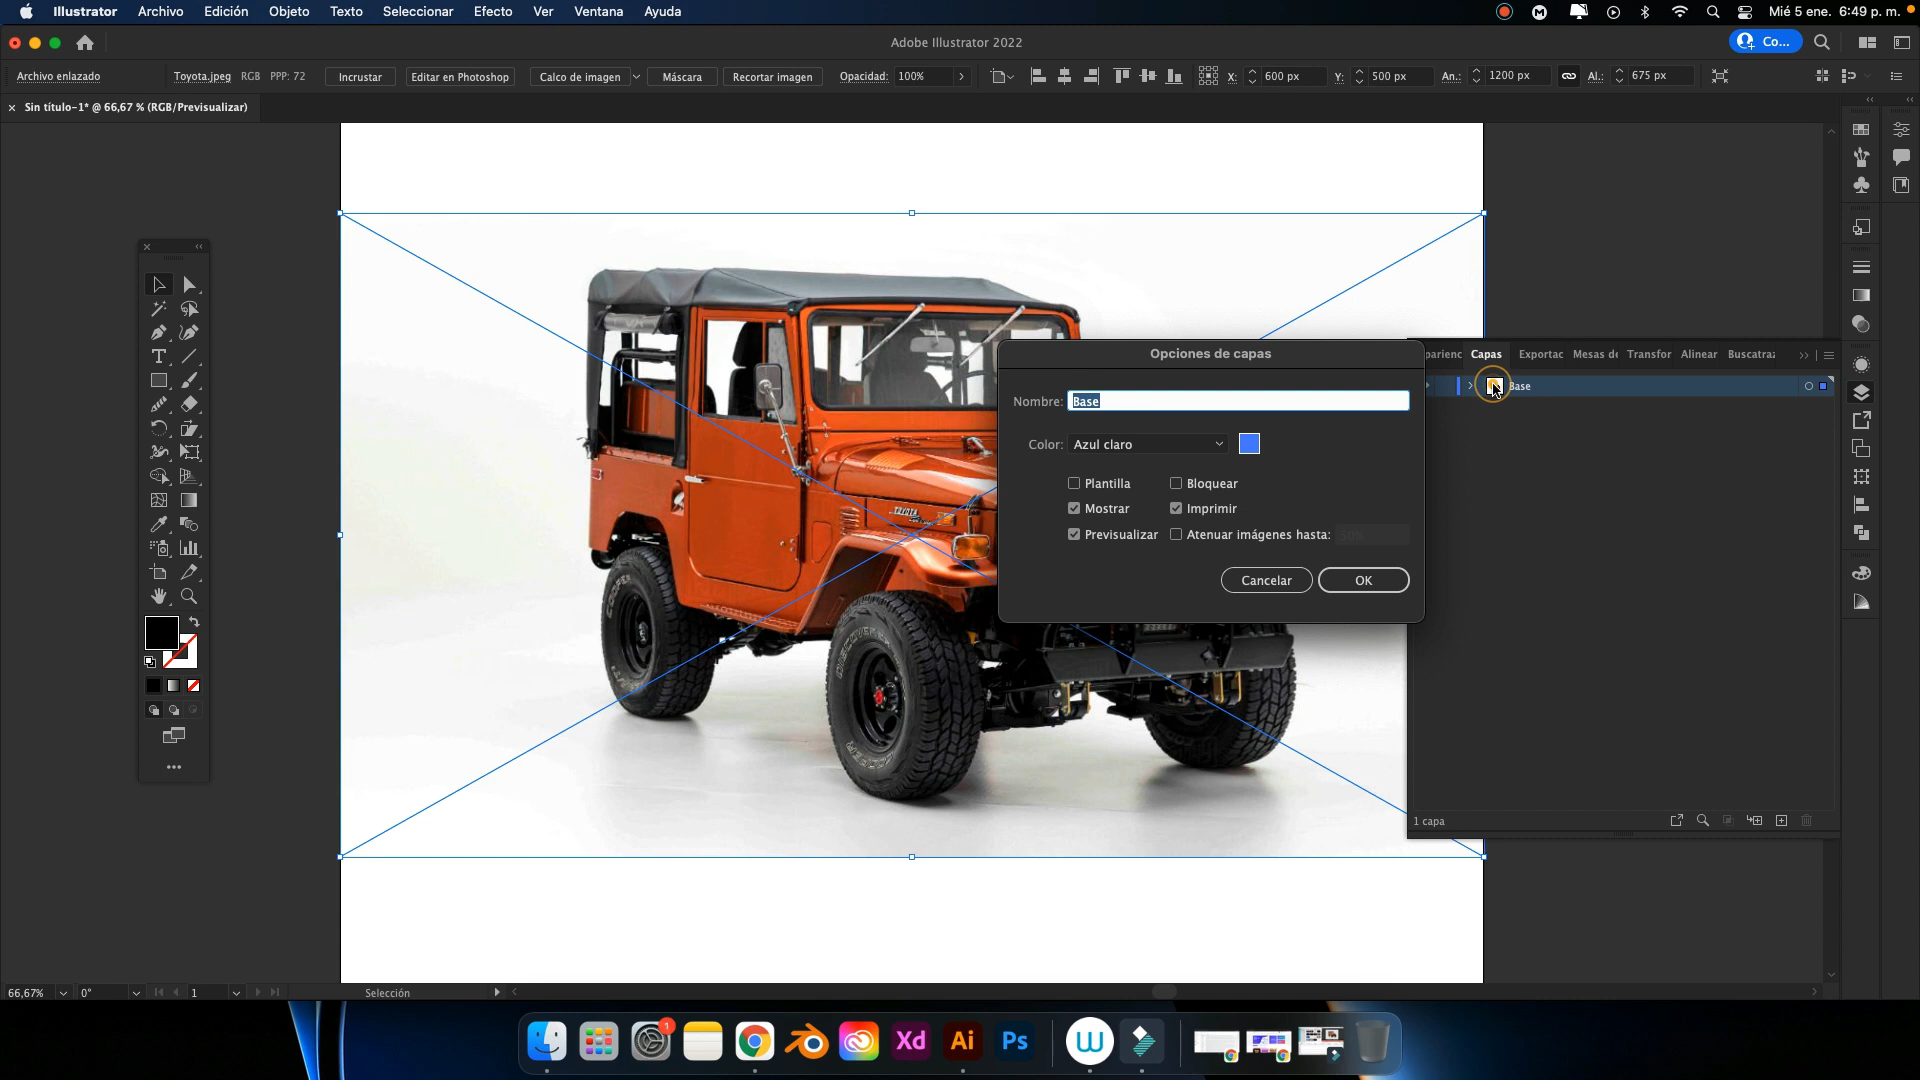 Illustrator Archivo Edición Objeto Texto Seleccionar Efecto Ver Ventana Ayuda
Mié 5 ene. 6:49 p. m.
Adobe Illustrator 2022
Co...
Archivo enlazado Toyota.jpeg RGB PPP: 72 Incrustar Editar en Photoshop Calco de imagen Máscara Recortar imagen Opacidad: 100% X: 600 px Y: 500 px An.: 1200 px Al.: 675 px
× Sin título-1* @ 66,67 % (RGB/Previsualizar)
parienc Capas Exportac Mesas de Transfor Alinear Buscatraz
Base
Opciones de capas
Nombre: Base
Color: Azul claro
Plantilla Bloquear
Mostrar Imprimir
Previsualizar Atenuar imágenes hasta: 50%
Cancelar OK
TOYOTA
1 capa
66,67% 0° 1 Selección
1
Xd Ai Ps